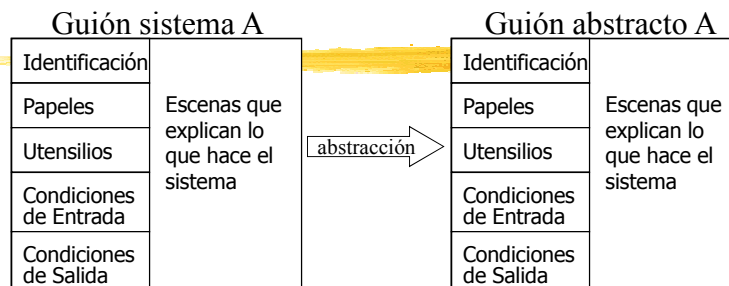 Guión sistema A
Identificación
Papeles
Utensilios
Condiciones
de Entrada
Condiciones
de Salida
Escenas que
explican lo
que hace el
sistema
abstracción
Guión abstracto A
Identificación
Papeles
Utensilios
Condiciones
de Entrada
Condiciones
de Salida
Escenas que
explican lo
que hace el
sistema